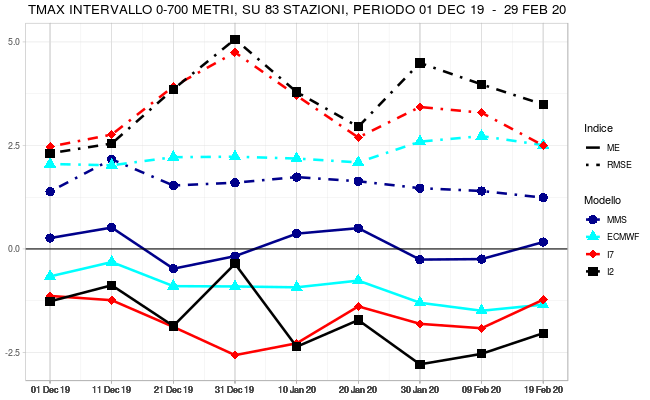 TMAX INTERVALLO 0-700 METRI, SU 83 STAZIONI, PERIODO 01 DEC 19 - 29 FEB 20
5.0
2.5
0.0
-2.5
01 Dec 19 11 Dec 19 21 Dec 19 31 Dec 19 10 Jan 20 20 Jan 20 30 Jan 20 09 Feb 20 19 Feb 20
Indice
ME
RMSE
Modello
MMS
ECMWF
I7
I2